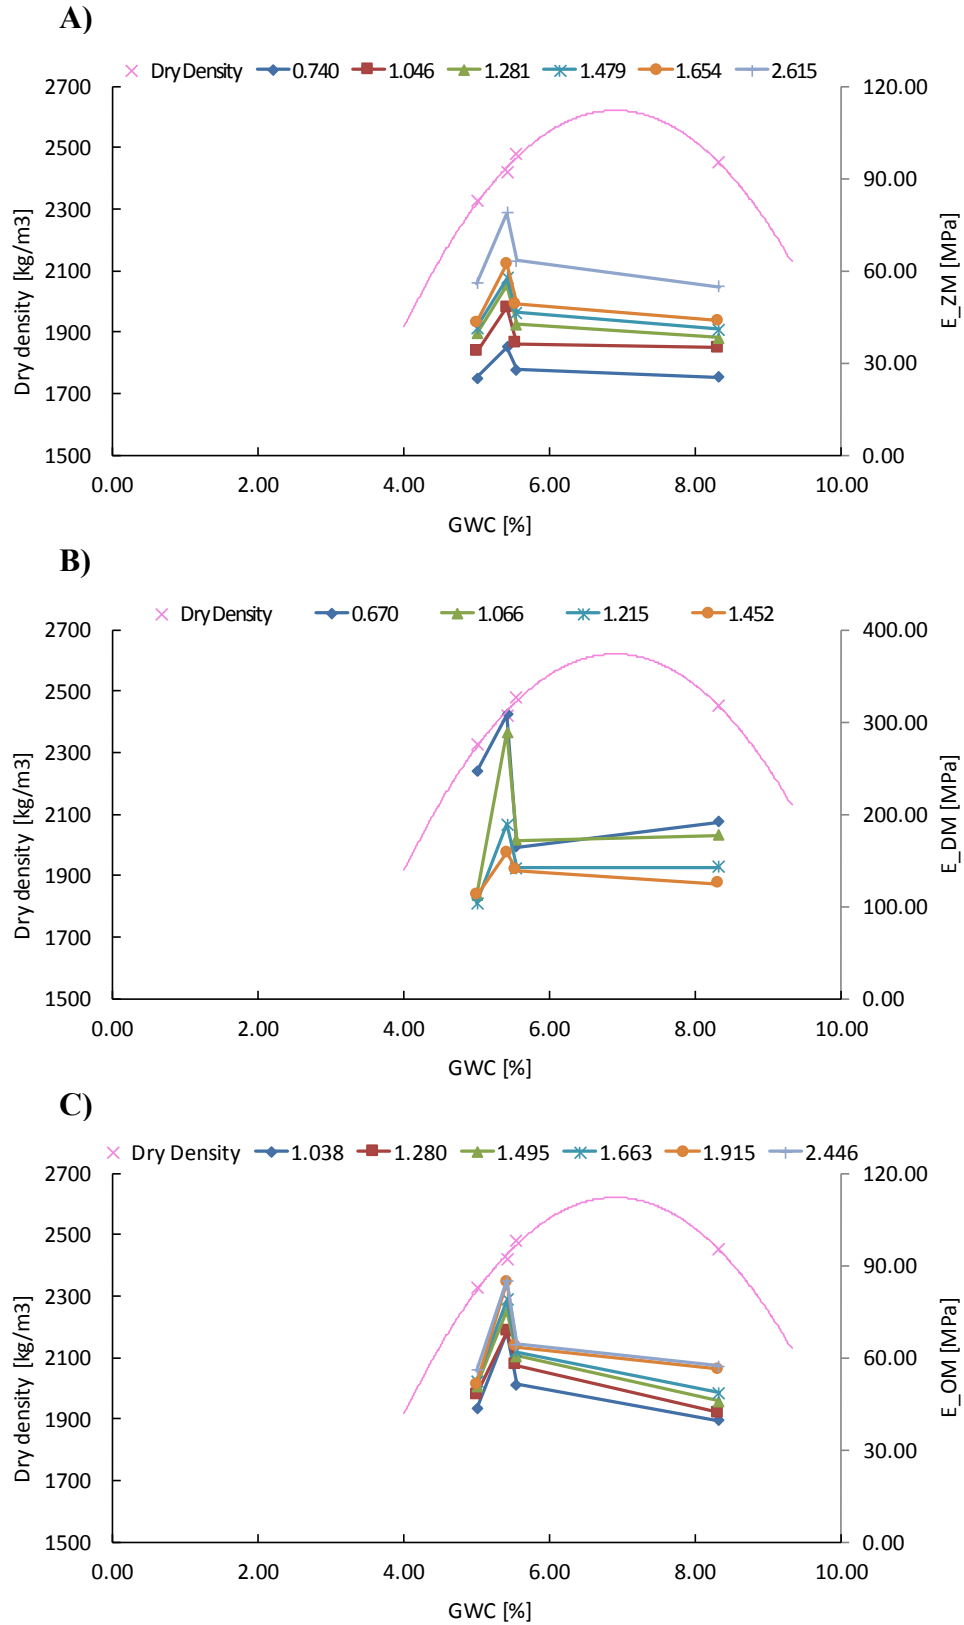 A)
Dry Density 0.740 1.046 1.281 1.479 1.654 2.615
2700 120.00
2500
90.00
2300
2100 60.00
1900
30.00
1700
1500 0.00
0.00 2.00 4.00 6.00 8.00 10.00
GWC [%]
Dry density [kg/m3]
E_ZM [MPa]
B)
Dry Density 0.670 1.066 1.215 1.452
2700 400.00
2500
300.00
2300
2100 200.00
1900
100.00
1700
1500 0.00
0.00 2.00 4.00 6.00 8.00 10.00
GWC [%]
Dry density [kg/m3]
E_DM [MPa]
C)
Dry Density 1.038 1.280 1.495 1.663 1.915 2.446
2700 120.00
2500
90.00
2300
2100 60.00
1900
30.00
1700
1500 0.00
0.00 2.00 4.00 6.00 8.00 10.00
GWC [%]
Dry density [kg/m3]
E_OM [MPa]